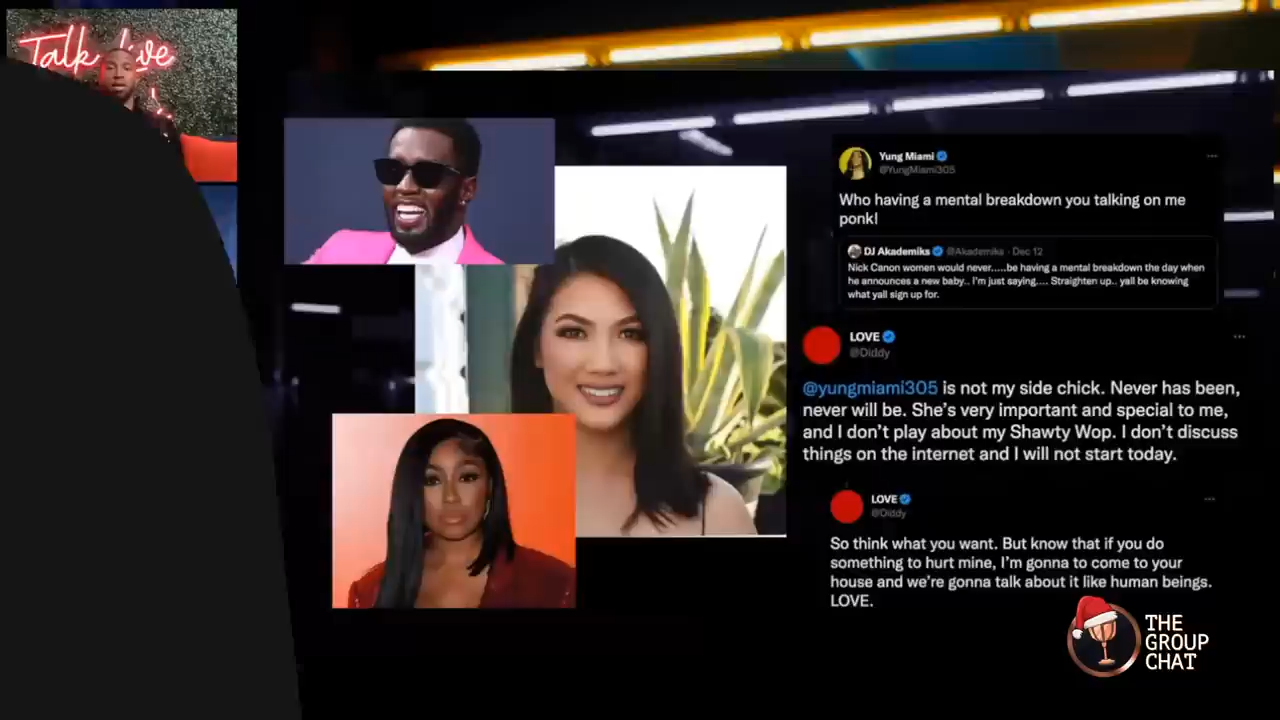 Talk Live
Yung Miami
@YungMiami305
Who having a mental breakdown you talking on me
ponk!
DJ Akademiks @Akademiks · Dec 12
Nick Canon women would never.....be having a mental breakdown the day when
he announces a new baby.. I'm just saying.... Straighten up.. yall be knowing
what yall sign up for.
LOVE
@Diddy
@yungmiami305 is not my side chick. Never has been,
never will be. She's very important and special to me,
and I don't play about my Shawty Wop. I don't discuss
things on the internet and I will not start today.
LOVE
@Diddy
So think what you want. But know that if you do
something to hurt mine, I'm gonna to come to your
house and we're gonna talk about it like human beings.
LOVE.
THE
GROUP
CHAT